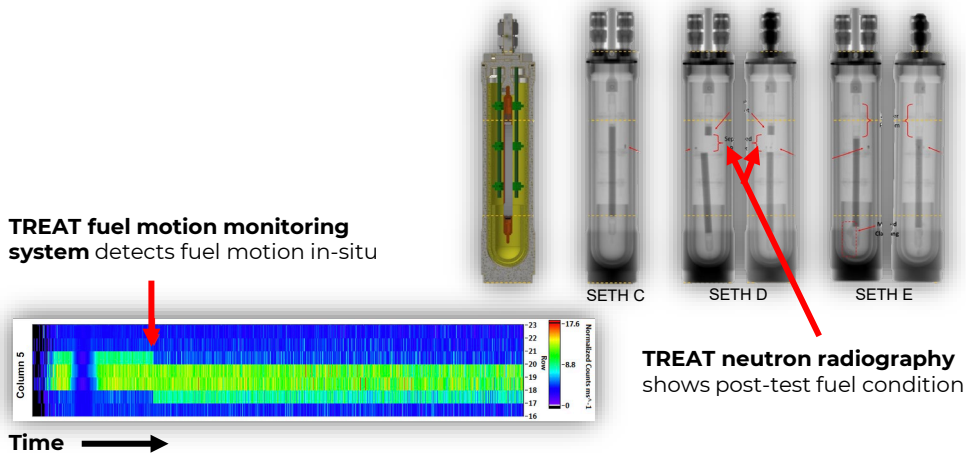 SETH C
SETH D
SETH E
TREAT fuel motion monitoring
system detects fuel motion in-situ
Column 5
23
22
21
20
19
18
17
16
Row
17.6
8.8
0
Normalized Counts ms^-1
Time
TREAT neutron radiography
shows post-test fuel condition